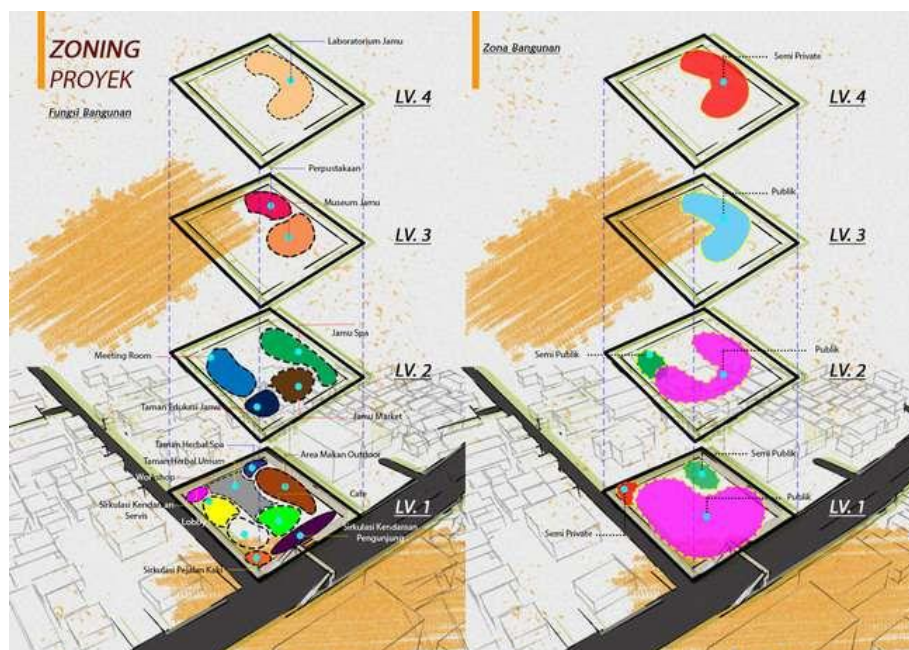 ZONING
PROYEK
Fungsi Bangunan
Laboratorium Jamu
LV. 4
Perpustakaan
Museum Jamu
LV. 3
Jamu Spa
Meeting Room
LV. 2
Taman Edukasi Jamu
Jamu Market
Taman Herbal Spa
Area Makan Outdoor
Taman Herbal Umum
Workshop
Cafe
Sirkulasi Kendaraan
Servis
LV. 1
Lobby
Sirkulasi Kendaraan
Pengunjung
Sirkulasi Pejalan Kaki
Zona Bangunan
Semi Private
LV. 4
Publik
LV. 3
Semi Publik
Publik
LV. 2
Semi Publik
Publik
LV. 1
Semi Private